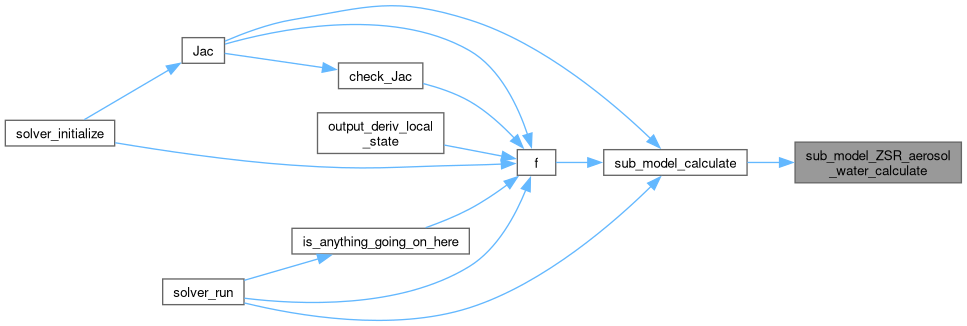 Jac
check_Jac
solver_initialize
output_deriv_local
_state
f
sub_model_calculate
sub_model_ZSR_aerosol
_water_calculate
is_anything_going_on_here
solver_run